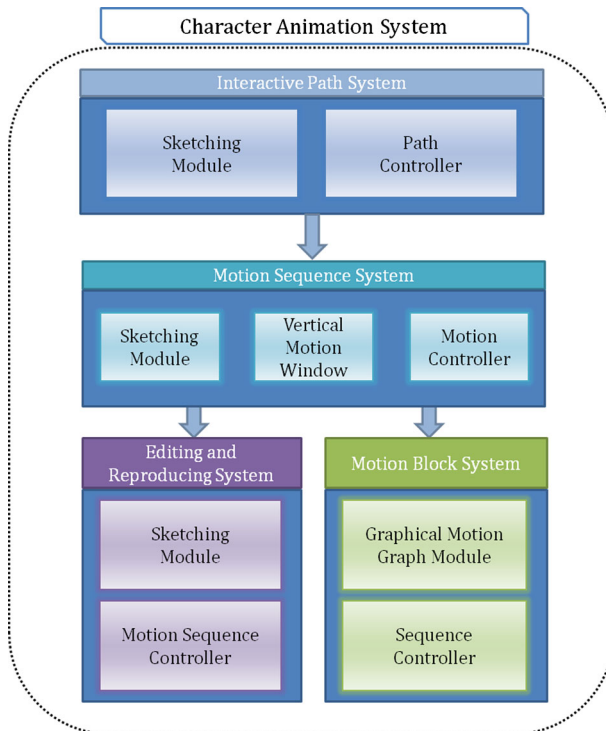 Character Animation System
Interactive Path System
Sketching
Module
Path
Controller
Motion Sequence System
Sketching
Module
Vertical
Motion
Window
Motion
Controller
Editing and
Reproducing System
Sketching
Module
Motion Sequence
Controller
Motion Block System
Graphical Motion
Graph Module
Sequence
Controller